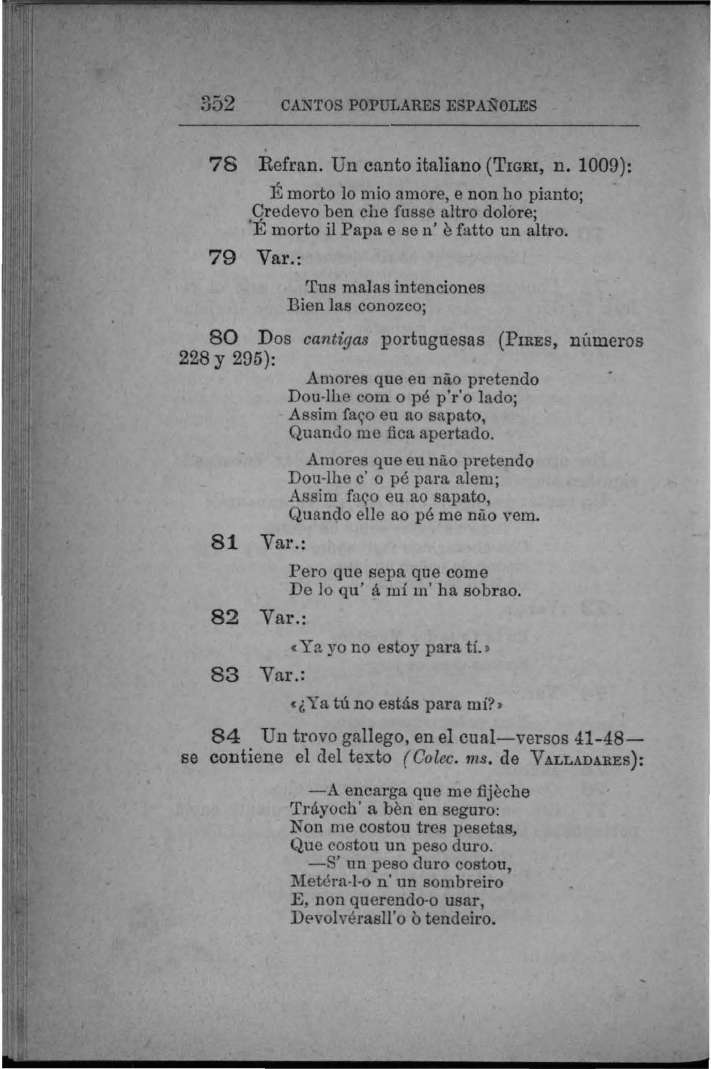 352 CANTOS POPULARES ESPAÑOLES
78 Refran. Un canto italiano (TIGRI, n. 1009):
É morto lo mio amore, e non ho pianto;
Credevo ben che fusse altro dolore;
É morto il Papa e se n' è fatto un altro.
79 Var.:
Tus malas intenciones
Bien las conozco;
80 Dos cantigas portuguesas (PIRES, números
228 y 295):
Amores que eu não pretendo
Dou-lhe com o pé p'r'o lado;
Assim faço eu ao sapato,
Quando me fica apertado.
Amores que eu não pretendo
Dou-lhe c' o pé para alem;
Assim faço eu ao sapato,
Quando elle ao pé me não vem.
81 Var.:
Pero que sepa que come
De lo qu' á mí m' ha sobrao.
82 Var.:
«Ya yo no estoy para tí.»
83 Var.:
«¿Ya tú no estás para mí?»
84 Un trovo gallego, en el cual—versos 41-48—
se contiene el del texto (Colec. ms. de VALLADARES):
—A encarga que me fijèche
Tráyoch' a bèn en seguro:
Non me costou tres pesetas,
Que costou un peso duro.
—S' un peso duro costou,
Metéra-l-o n' un sombreiro
E, non querendo-o usar,
Devolvérasll'o ò tendeiro.